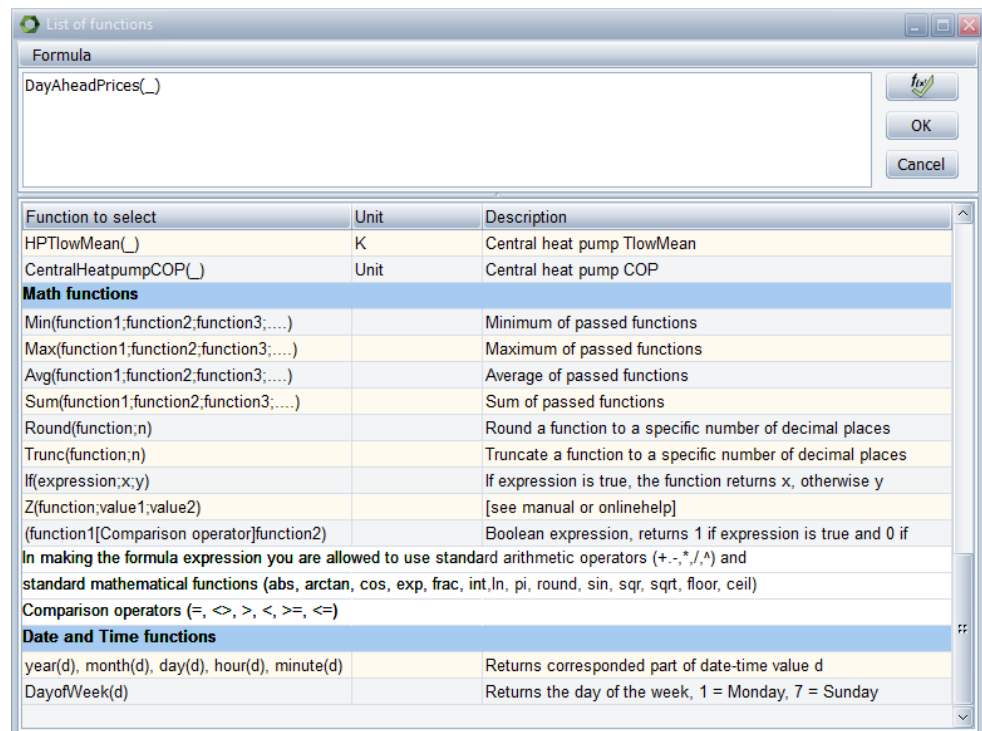 List of functions
Formula
DayAheadPrices(_)
f(x)
OK
Cancel
Function to select Unit Description
HPTlowMean(_) K Central heat pump TlowMean
CentralHeatpumpCOP(_) Unit Central heat pump COP
Math functions
Min(function1;function2;function3;....) Minimum of passed functions
Max(function1;function2;function3;....) Maximum of passed functions
Avg(function1;function2;function3;....) Average of passed functions
Sum(function1;function2;function3;....) Sum of passed functions
Round(function;n) Round a function to a specific number of decimal places
Trunc(function;n) Truncate a function to a specific number of decimal places
If(expression;x;y) If expression is true, the function returns x, otherwise y
Z(function;value1;value2) [see manual or onlinehelp]
(function1[Comparison operator]function2) Boolean expression, returns 1 if expression is true and 0 if
In making the formula expression you are allowed to use standard arithmetic operators (+.-,*,/,^) and
standard mathematical functions (abs, arctan, cos, exp, frac, int,ln, pi, round, sin, sqr, sqrt, floor, ceil)
Comparison operators (=, <>, >, <, >=, <=)
Date and Time functions
year(d), month(d), day(d), hour(d), minute(d) Returns corresponded part of date-time value d
DayofWeek(d) Returns the day of the week, 1 = Monday, 7 = Sunday